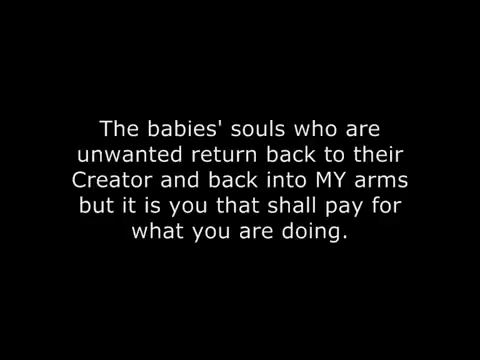 The babies' souls who are
unwanted return back to their
Creator and back into MY arms
but it is you that shall pay for
what you are doing.